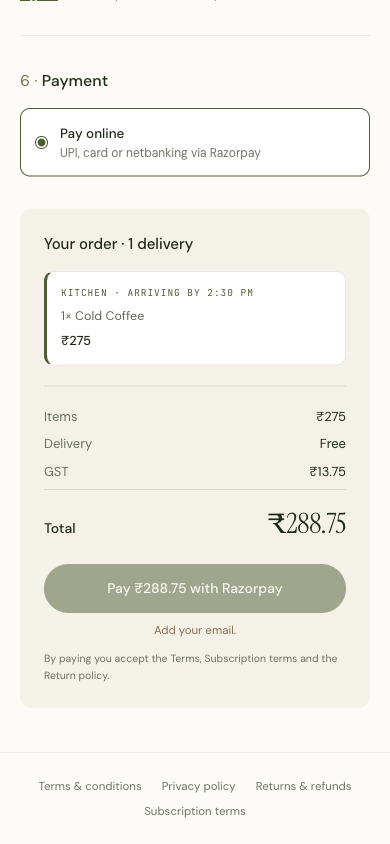 6 · Payment
Pay online
UPI, card or netbanking via Razorpay
Your order · 1 delivery
KITCHEN · ARRIVING BY 2:30 PM
1× Cold Coffee
₹275
Items ₹275
Delivery Free
GST ₹13.75
Total ₹288.75
Pay ₹288.75 with Razorpay
Add your email.
By paying you accept the Terms, Subscription terms and the
Return policy.
Terms & conditions Privacy policy Returns & refunds
Subscription terms